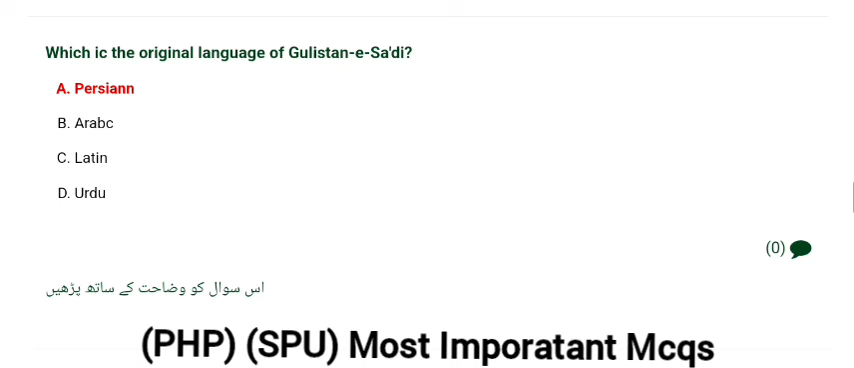 Which ic the original language of Gulistan-e-Sa'di?
A. Persiann
B. Arabc
C. Latin
D. Urdu
(0)
اس سوال کو وضاحت کے ساتھ پڑھیں
(PHP) (SPU) Most Imporatant Mcqs